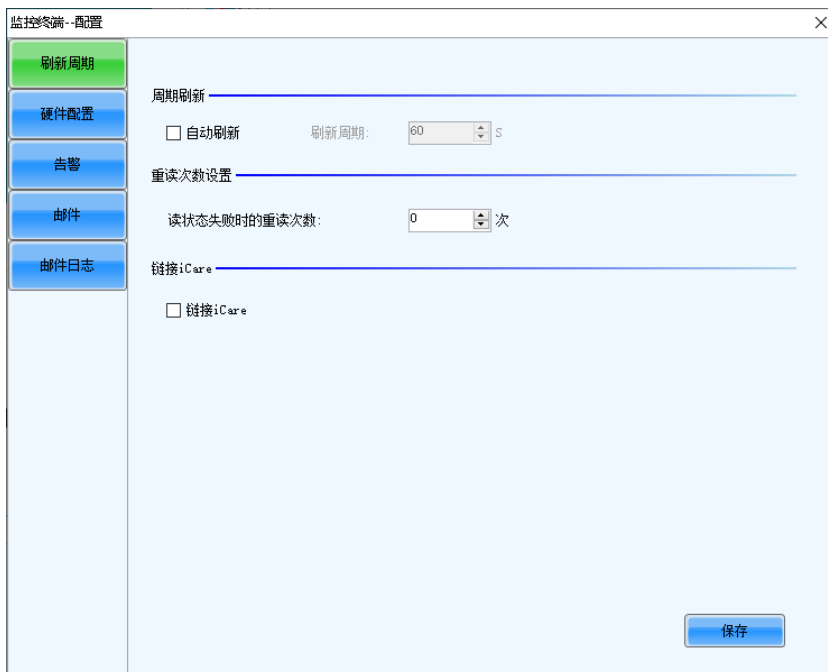 监控终端--配置
刷新周期
硬件配置
告警
邮件
邮件日志
周期刷新
自动刷新 刷新周期: 60 S
重读次数设置
读状态失败时的重读次数: 0 次
链接iCare
链接iCare
保存